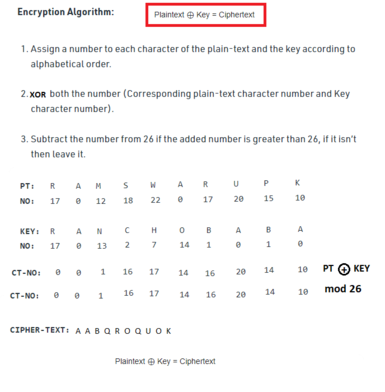 Encryption Algorithm:
Plaintext ⊕ Key = Ciphertext
1. Assign a number to each character of the plain-text and the key according to
alphabetical order.
2. XOR both the number (Corresponding plain-text character number and Key
character number).
3. Subtract the number from 26 if the added number is greater than 26, if it isn't
then leave it.
PT: R A M S W A R U P K
NO: 17 0 12 18 22 0 17 20 15 10
KEY: R A N C H O B A B A
NO: 17 0 13 2 7 14 1 0 1 0
CT-NO: 0 0 1 16 17 14 16 20 14 10 PT ⊕ KEY
CT-NO: 0 0 1 16 17 14 16 20 14 10 mod 26
CIPHER-TEXT: A A B Q R O Q U O K
Plaintext ⊕ Key = Ciphertext